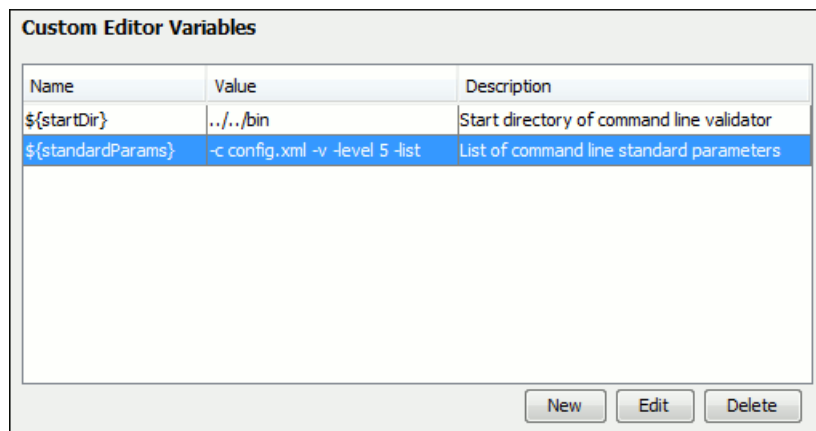 Custom Editor Variables
Name Value Description
${startDir} ../../bin Start directory of command line validator
${standardParams} -c config.xml -v -level 5 -list List of command line standard parameters
New Edit Delete